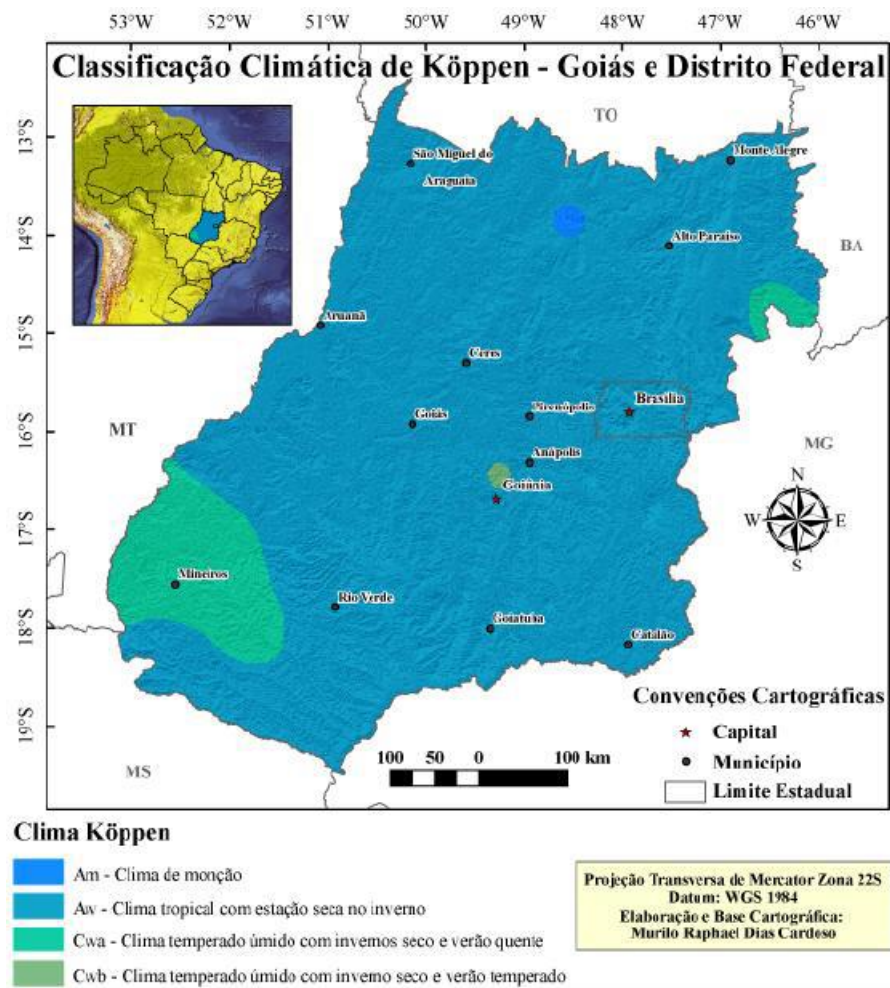 53°W 52°W 51°W 50°W 49°W 48°W 47°W 46°W
Classificação Climática de Köppen - Goiás e Distrito Federal
TO
13°S
São Miguel do
Araguaia
Monte Alegre
14°S
Alto Paraíso
BA
15°S
Aruanã
Ceres
MT
Goiás
Pirenópolis
Brasília
16°S
MG
Anápolis
Goiânia
N
W E
S
17°S
Mineiros
Rio Verde
Goiatuba
18°S
Catalão
19°S
MS
100 50 0 100 km
Convenções Cartográficas
Capital
Município
Limite Estadual
Clima Köppen
Am - Clima de monção
Aw - Clima tropical com estação seca no inverno
Cwa - Clima temperado úmido com invernos seco e verão quente
Cwb - Clima temperado úmido com inverno seco e verão temperado
Projeção Transversa de Mercator Zona 22S
Datum: WGS 1984
Elaboração e Base Cartográfica:
Murilo Raphael Dias Cardoso